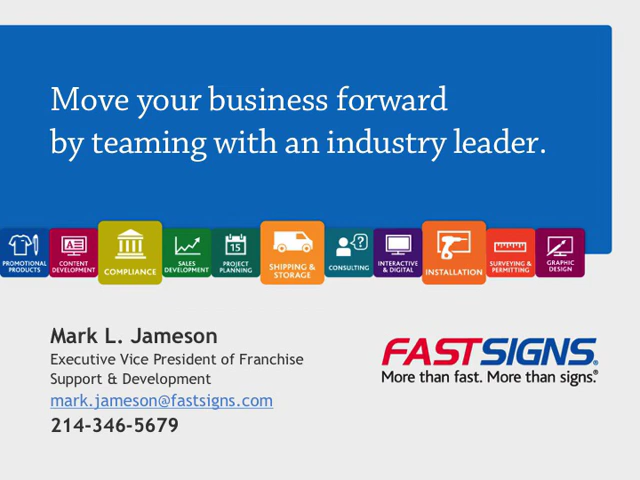 Move your business forward
by teaming with an industry leader.
PROMOTIONAL
PRODUCTS
CONTENT
DEVELOPMENT
COMPLIANCE
SALES
DEVELOPMENT
15
PROJECT
PLANNING
SHIPPING &
STORAGE
?
CONSULTING
INTERACTIVE
& DIGITAL
INSTALLATION
SURVEYING &
PERMITTING
GRAPHIC
DESIGN
Mark L. Jameson
Executive Vice President of Franchise
Support & Development
mark.jameson@fastsigns.com
214-346-5679
FASTSIGNS®
More than fast. More than signs.®